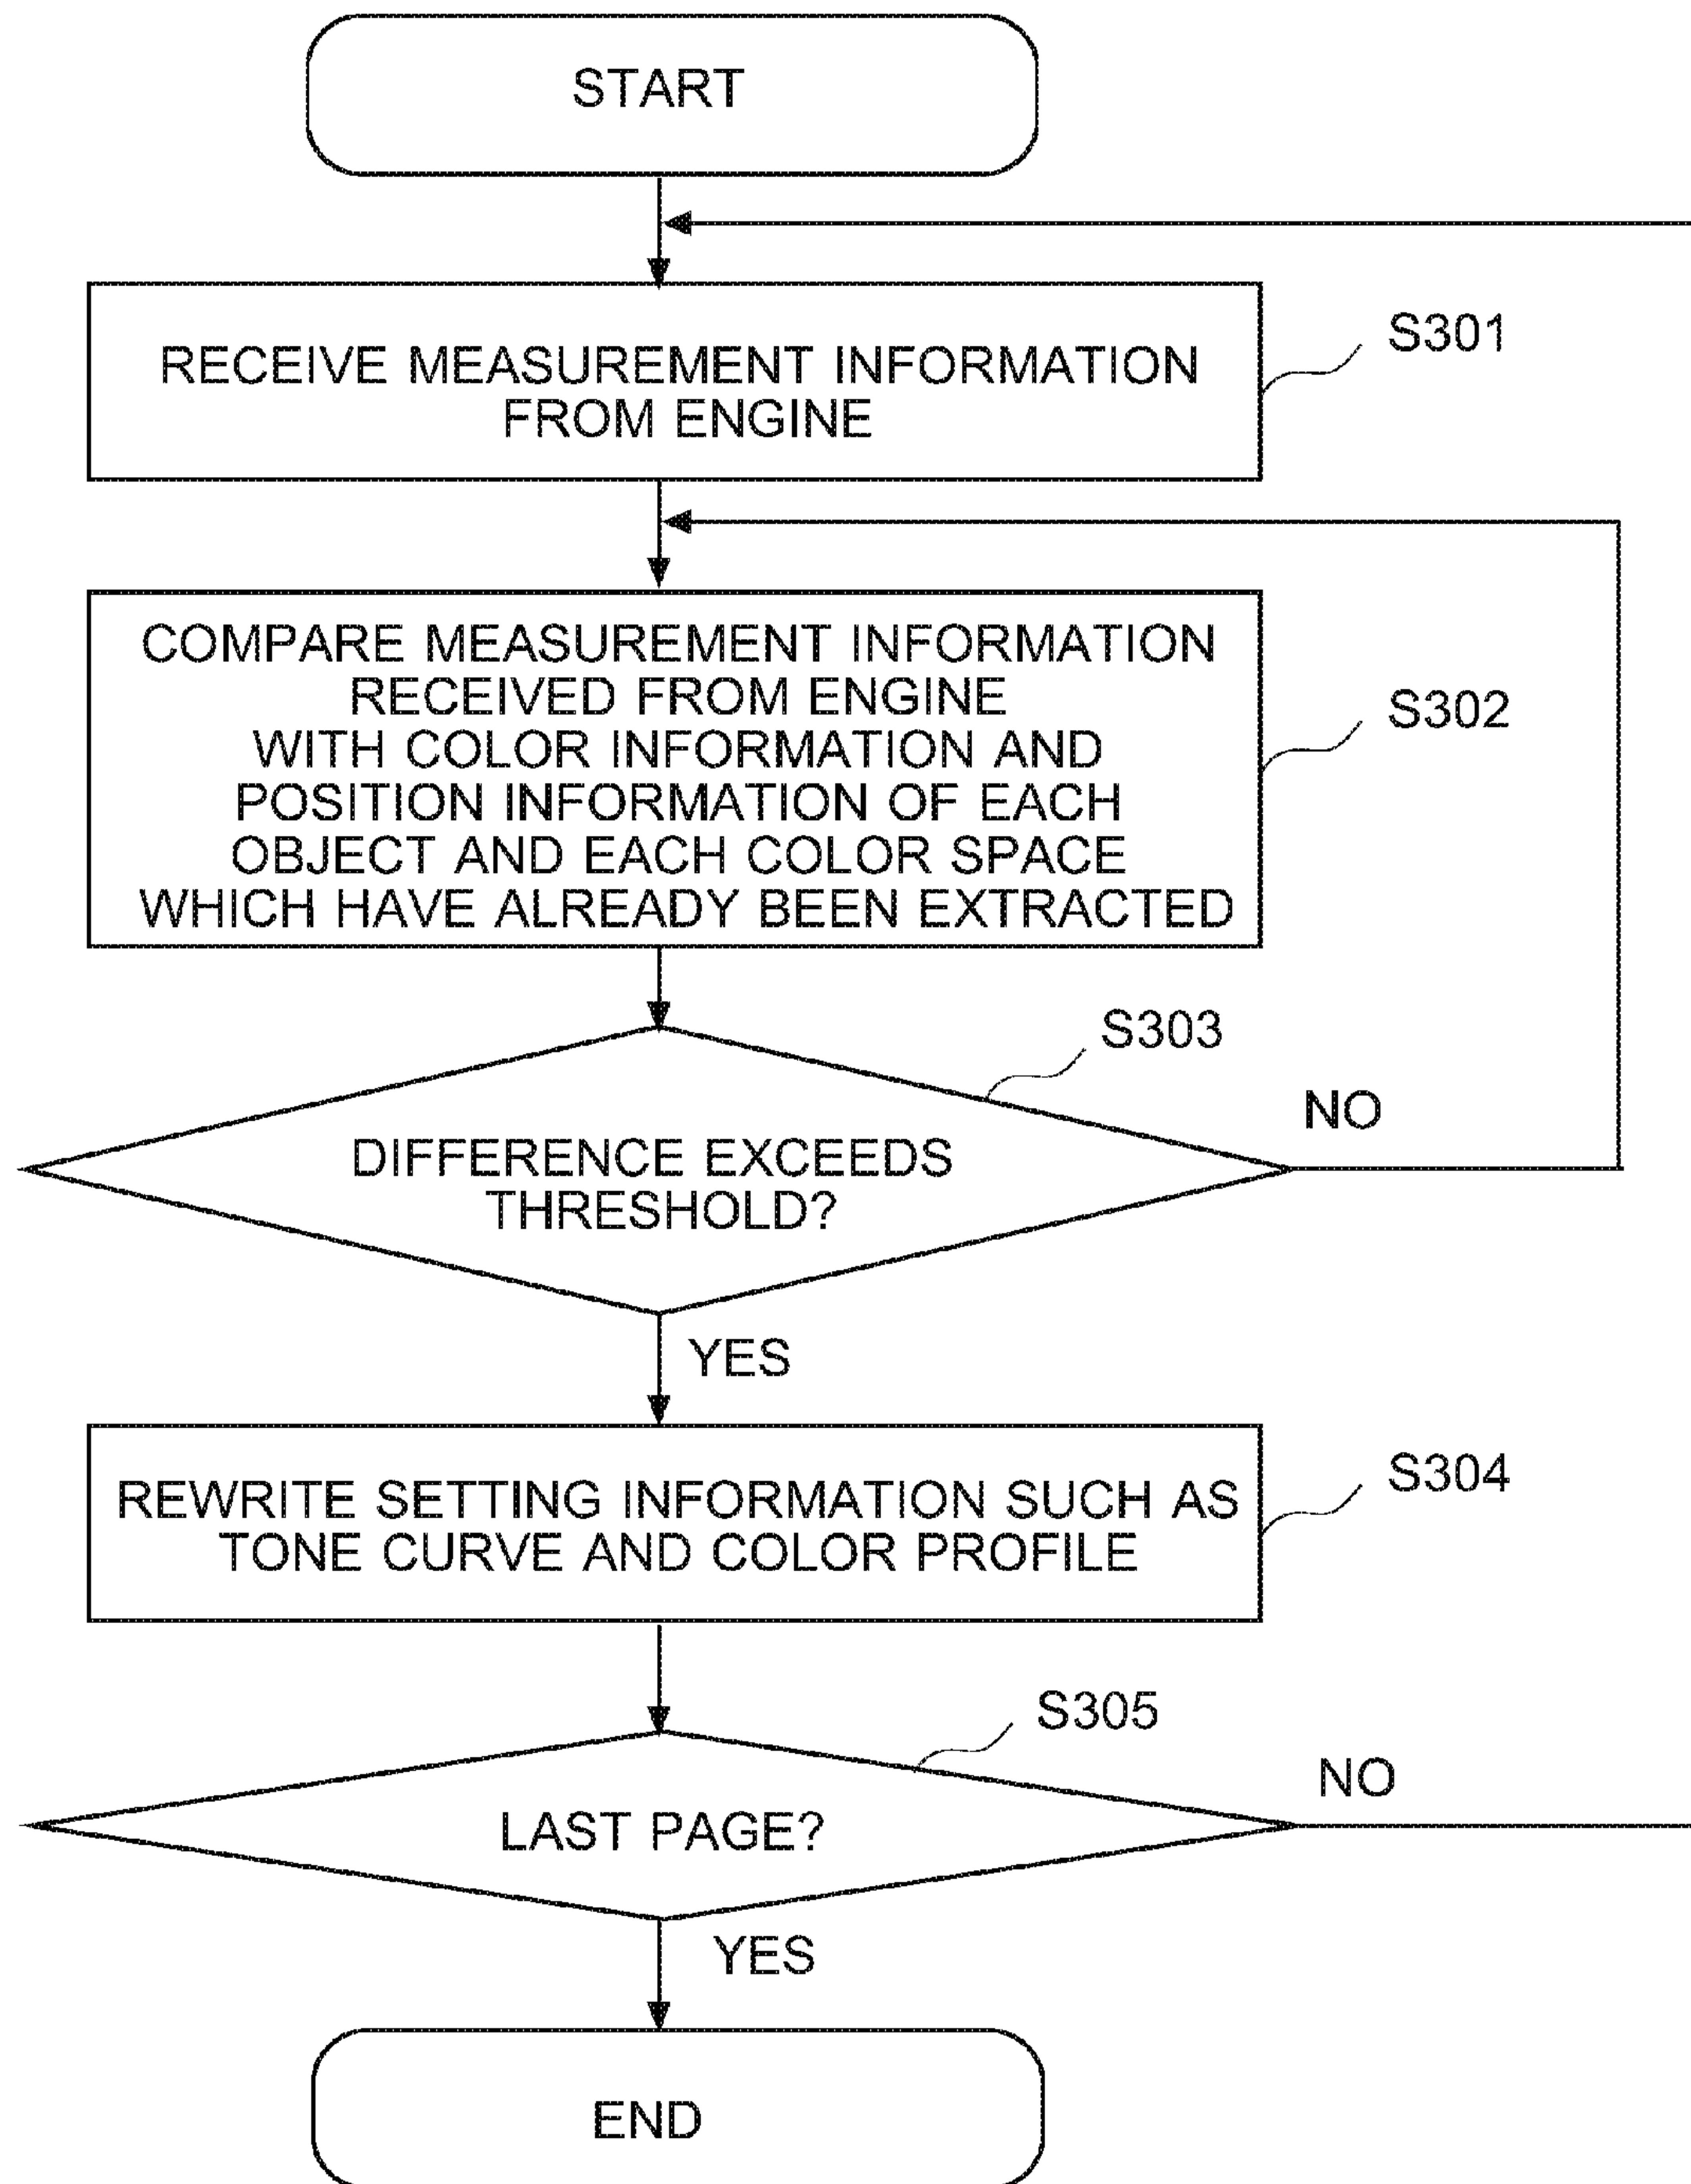 START
RECEIVE MEASUREMENT INFORMATION
FROM ENGINE
S301
COMPARE MEASUREMENT INFORMATION
RECEIVED FROM ENGINE
WITH COLOR INFORMATION AND
POSITION INFORMATION OF EACH
OBJECT AND EACH COLOR SPACE
WHICH HAVE ALREADY BEEN EXTRACTED
S302
S303
DIFFERENCE EXCEEDS
THRESHOLD?
NO
YES
REWRITE SETTING INFORMATION SUCH AS
TONE CURVE AND COLOR PROFILE
S304
S305
LAST PAGE?
NO
YES
END